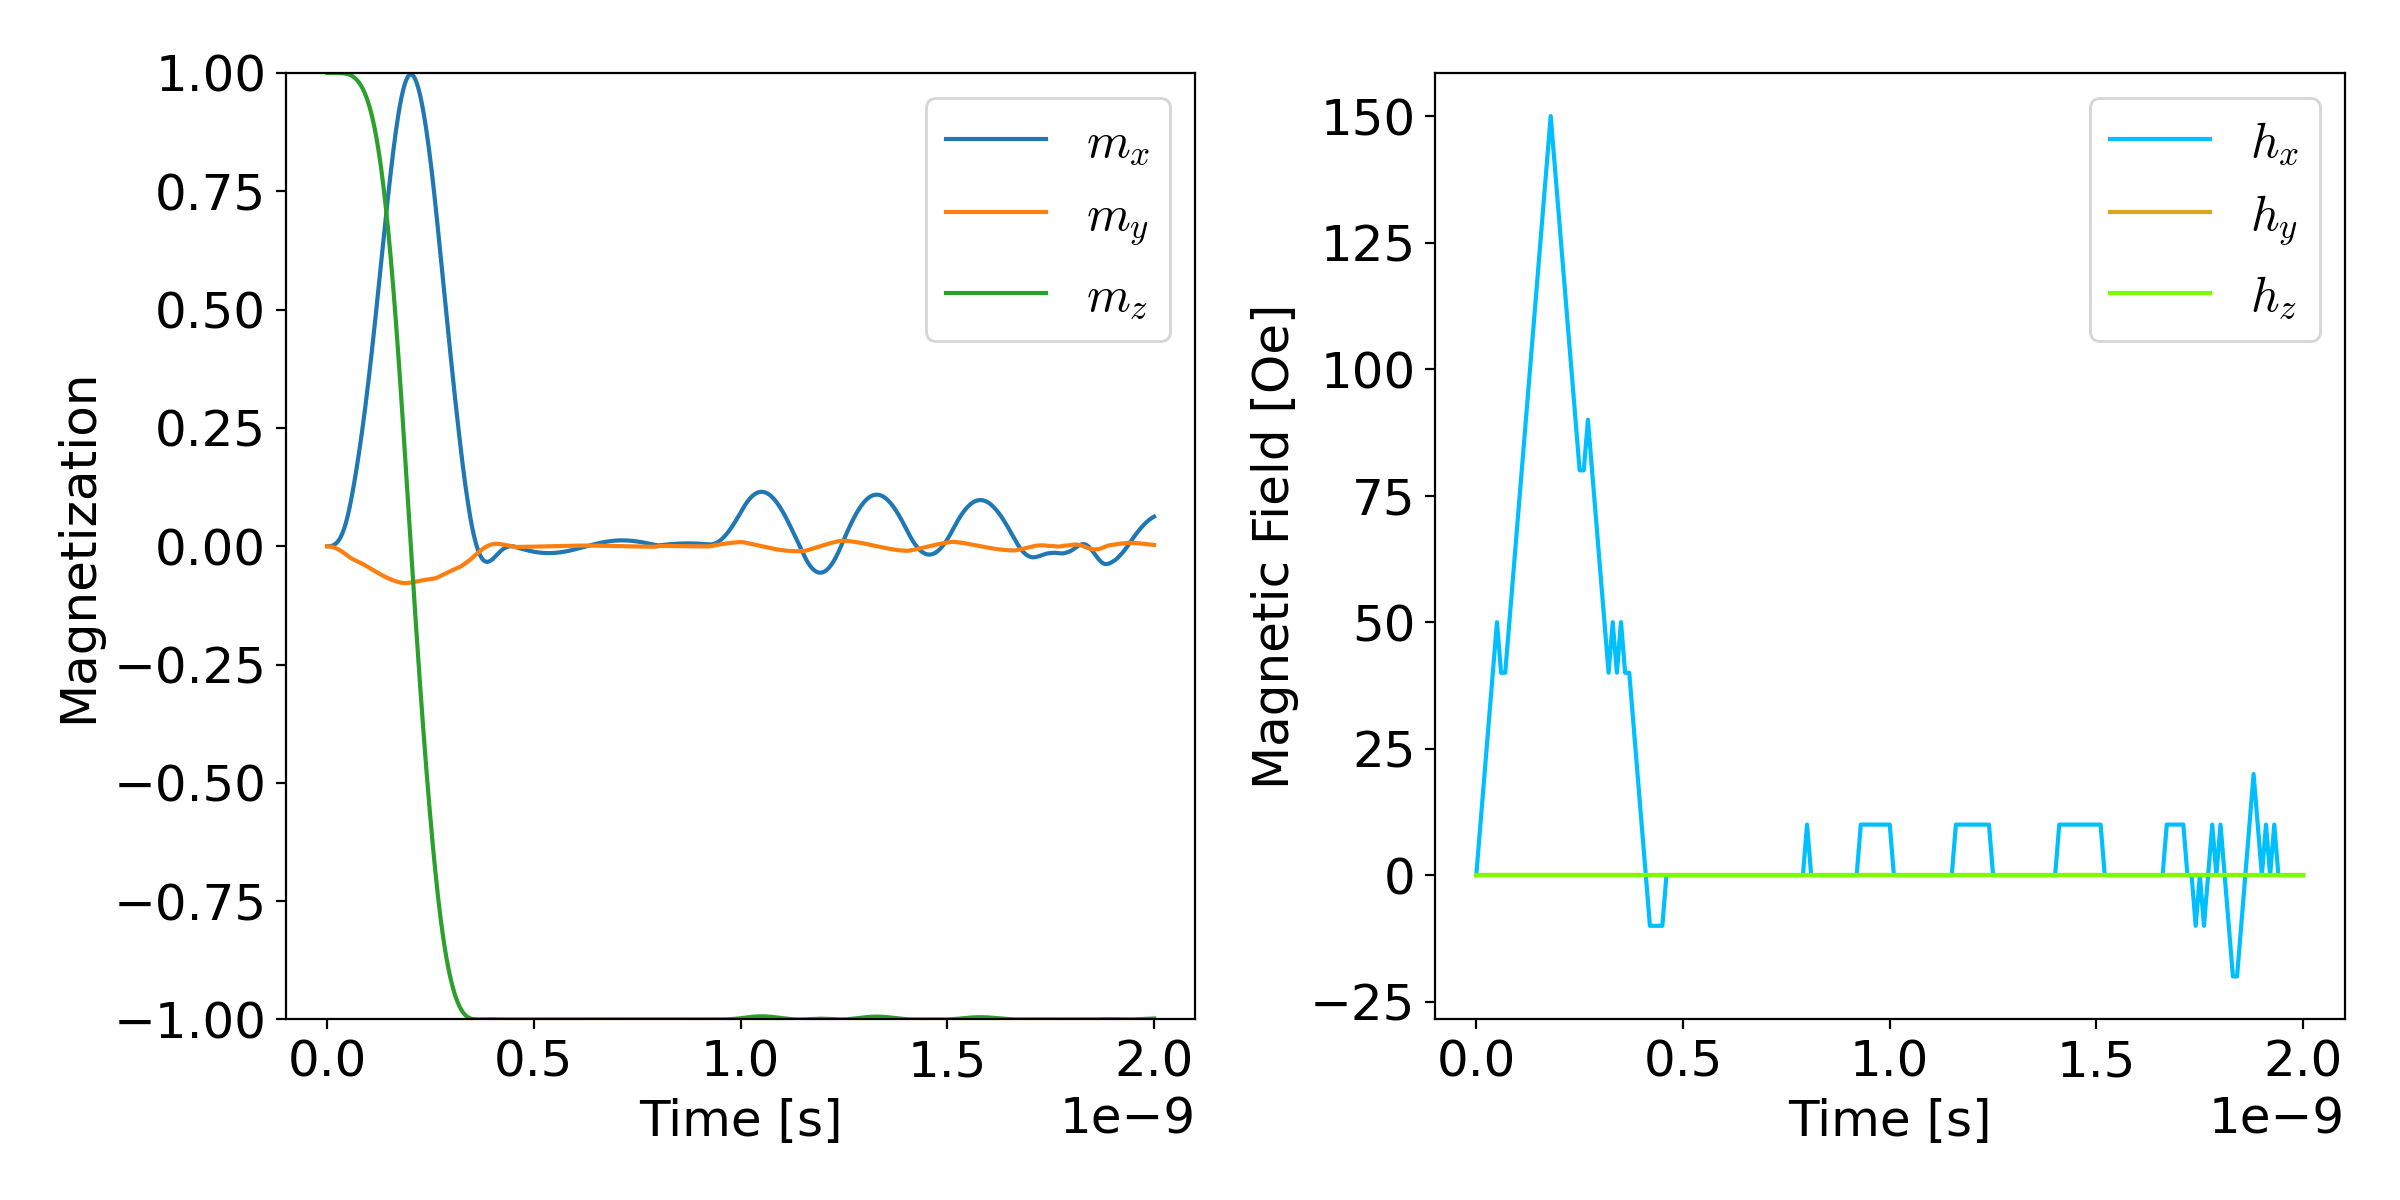 1.00
0.75
0.50
0.25
0.00
−0.25
−0.50
−0.75
−1.00
Magnetization
0.0 0.5 1.0 1.5 2.0
Time [s]
1e−9
m_x
m_y
m_z
150
125
100
75
50
25
0
−25
Magnetic Field [Oe]
0.0 0.5 1.0 1.5 2.0
Time [s]
1e−9
h_x
h_y
h_z